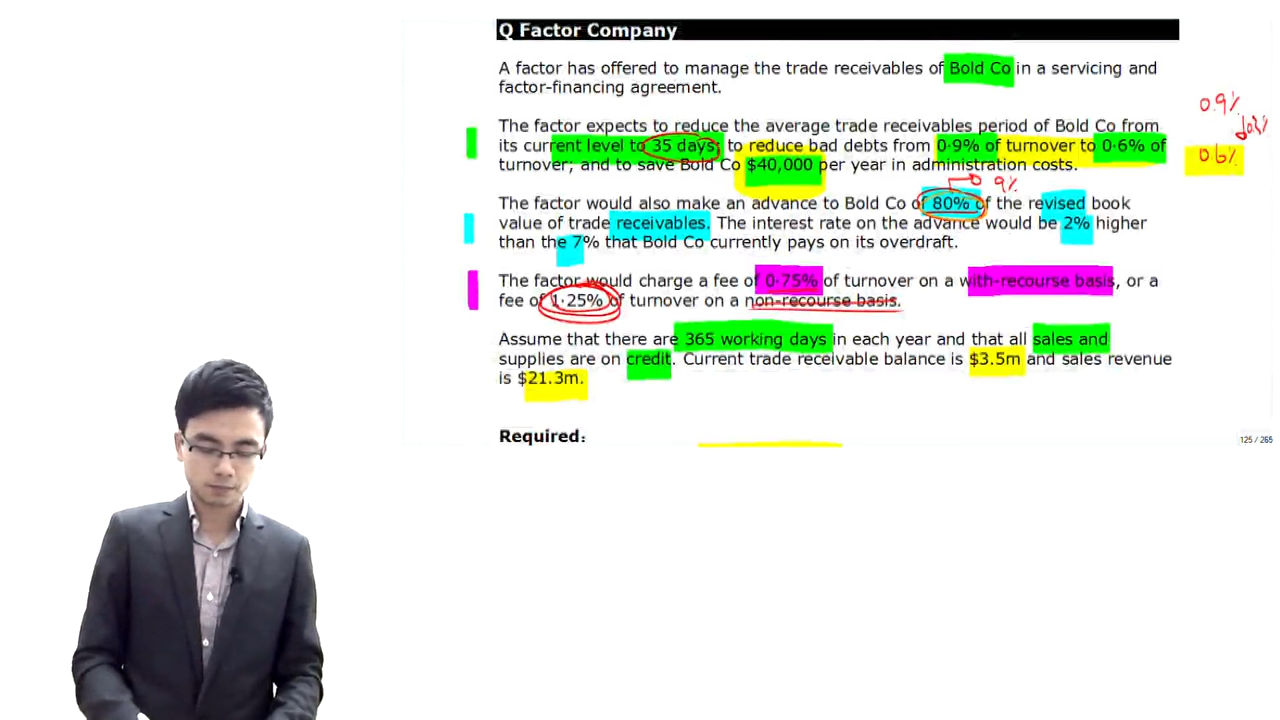 Q Factor Company
A factor has offered to manage the trade receivables of Bold Co in a servicing and
factor-financing agreement.
0.9%
The factor expects to reduce the average trade receivables period of Bold Co from
its current level to 35 days; to reduce bad debts from 0·9% of turnover to 0·6% of
0.6%
turnover; and to save Bold Co $40,000 per year in administration costs.
9%
The factor would also make an advance to Bold Co of 80% of the revised book
value of trade receivables. The interest rate on the advance would be 2% higher
than the 7% that Bold Co currently pays on its overdraft.
The factor would charge a fee of 0·75% of turnover on a with-recourse basis, or a
fee of 1·25% of turnover on a non-recourse basis.
Assume that there are 365 working days in each year and that all sales and
supplies are on credit. Current trade receivable balance is $3.5m and sales revenue
is $21.3m.
Required:
125 / 265